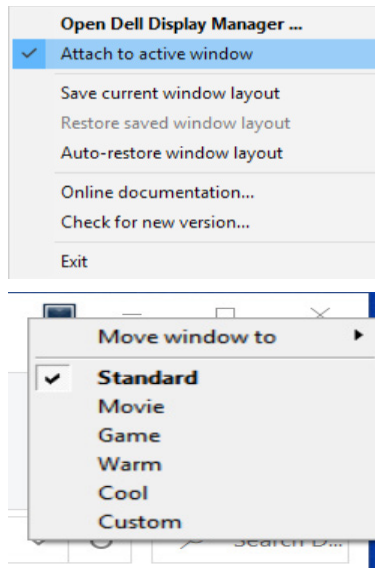 Open Dell Display Manager ...
Attach to active window
Save current window layout
Restore saved window layout
Auto-restore window layout
Online documentation...
Check for new version...
Exit
Move window to
Standard
Movie
Game
Warm
Cool
Custom
Search D...